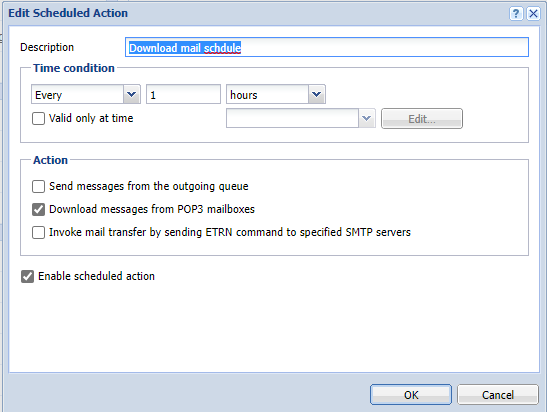 Edit Scheduled Action
Description Download mail schdule
Time condition
Every 1 hours
Valid only at time Edit...
Action
Send messages from the outgoing queue
Download messages from POP3 mailboxes
Invoke mail transfer by sending ETRN command to specified SMTP servers
Enable scheduled action
OK Cancel